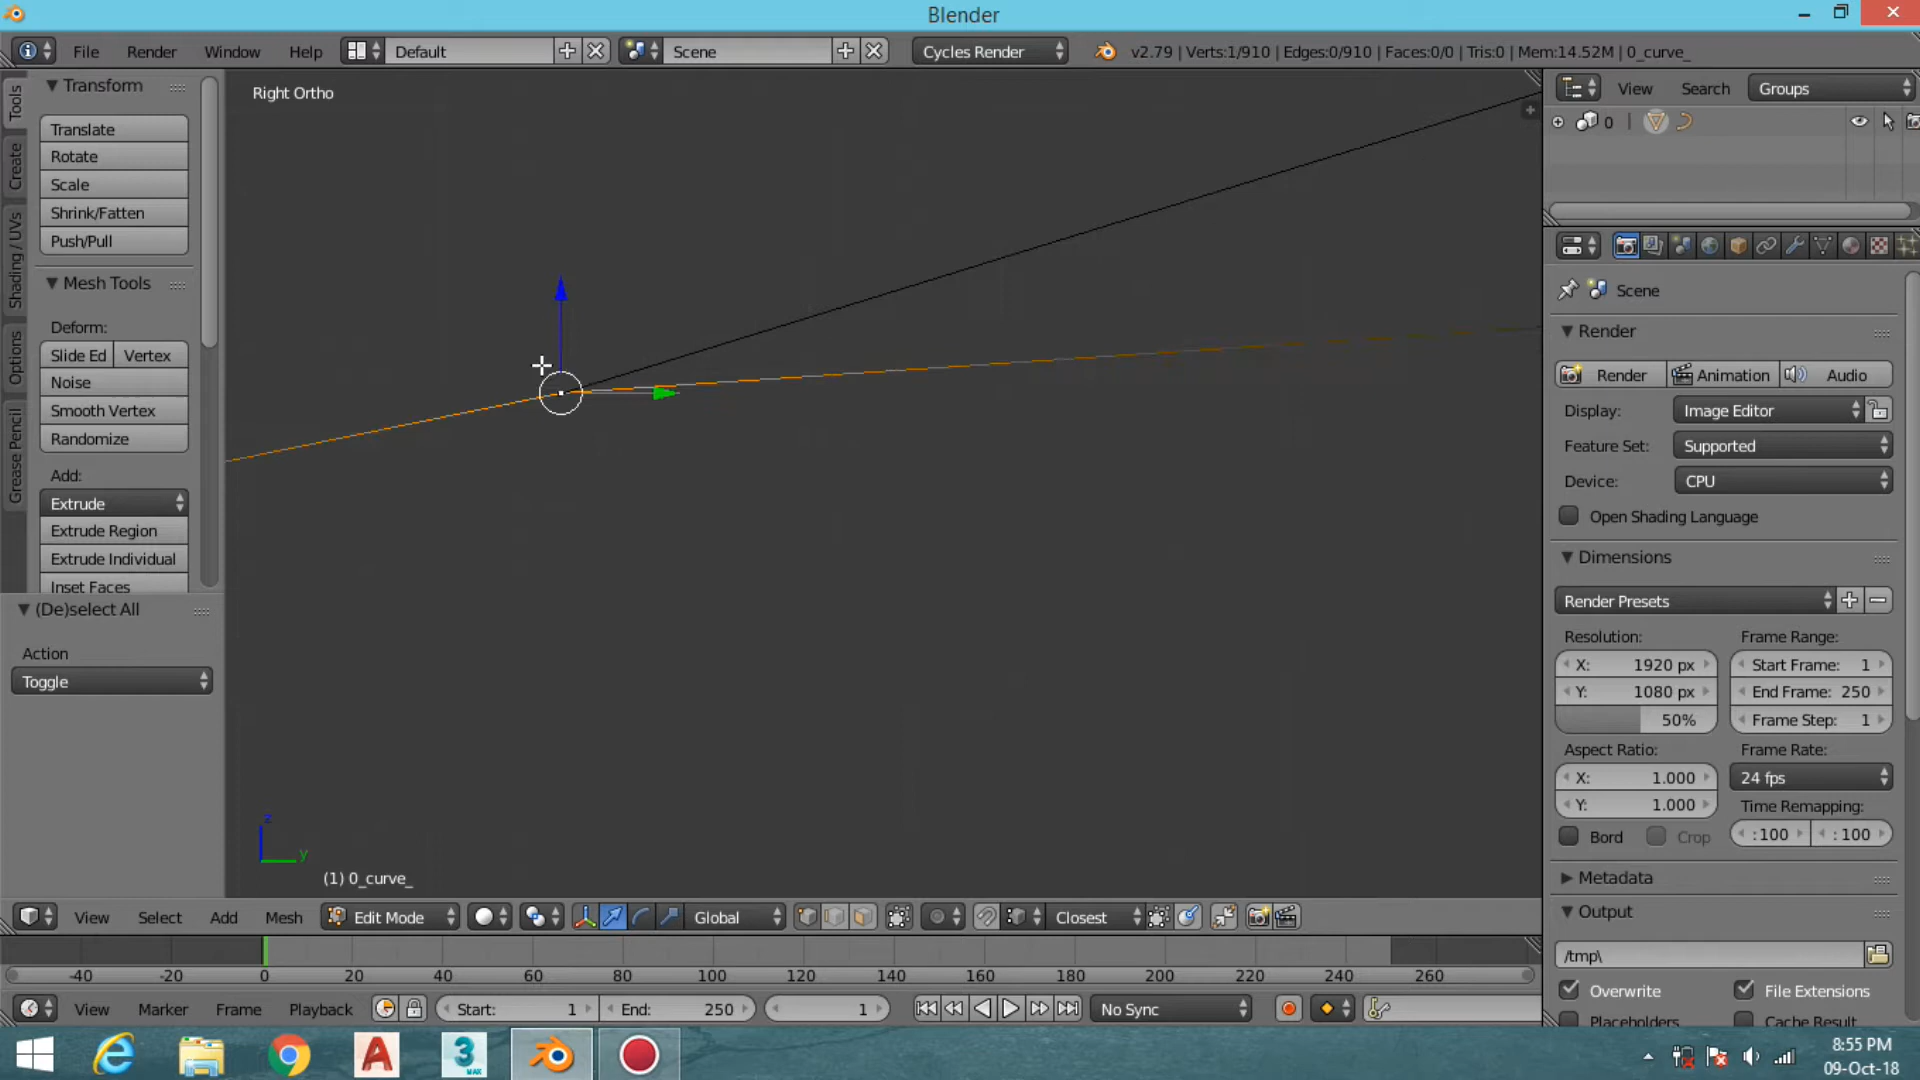 Blender
File Render Window Help Default Scene Cycles Render v2.79 | Verts:1/910 | Edges:0/910 | Faces:0/0 | Tris:0 | Mem:14.52M | 0_curve_
Tools
Create
Shading / UVs
Options
Grease Pencil
Transform
Translate
Rotate
Scale
Shrink/Fatten
Push/Pull
Mesh Tools
Deform:
Slide Ed Vertex
Noise
Smooth Vertex
Randomize
Add:
Extrude
Extrude Region
Extrude Individual
Inset Faces
(De)select All
Action
Toggle
Right Ortho
z
y
(1) 0_curve_
View Search Groups
0
Scene
Render
Render Animation Audio
Display: Image Editor
Feature Set: Supported
Device: CPU
Open Shading Language
Dimensions
Render Presets
Resolution: Frame Range:
X: 1920 px Start Frame: 1
Y: 1080 px End Frame: 250
50% Frame Step: 1
Aspect Ratio: Frame Rate:
X: 1.000 24 fps
Y: 1.000 Time Remapping:
Bord Crop :100 :100
Metadata
Output
/tmp\
Overwrite File Extensions
Placeholders Cache Result
View Select Add Mesh Edit Mode Global Closest
-40 -20 0 20 40 60 80 100 120 140 160 180 200 220 240 260
View Marker Frame Playback Start: 1 End: 250 1 No Sync
A 3 MAX
8:55 PM
09-Oct-18